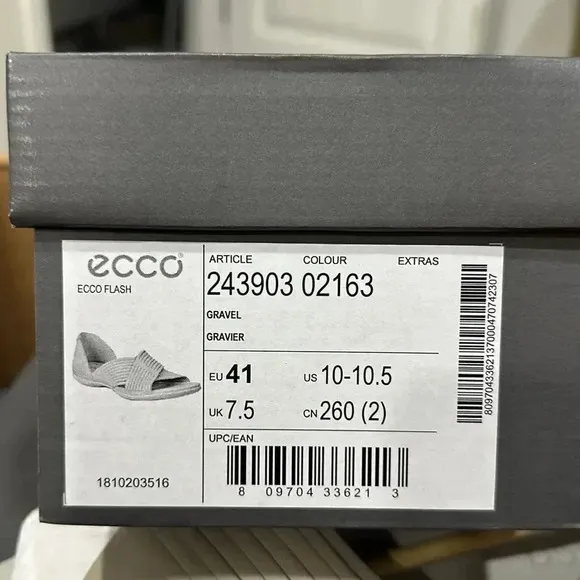 ecco
ECCO FLASH
1810203516
ARTICLE COLOUR EXTRAS
243903 02163
GRAVEL
GRAVIER
EU 41 US 10-10.5
UK 7.5 CN 260 (2)
UPC/EAN
8 09704 33621 3
8097043362137000470742307